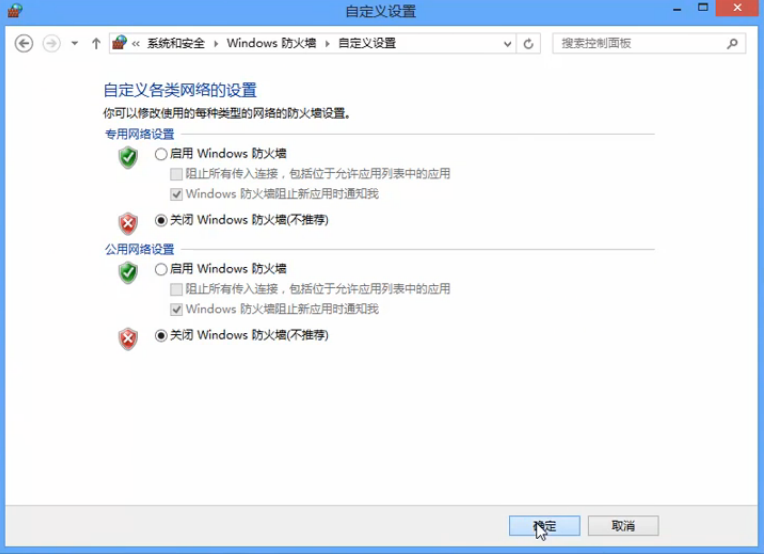 自定义设置
« 系统和安全 ▸ Windows 防火墙 ▸ 自定义设置
搜索控制面板
自定义各类网络的设置
你可以修改使用的每种类型的网络的防火墙设置。
专用网络设置
启用 Windows 防火墙
阻止所有传入连接，包括位于允许应用列表中的应用
Windows 防火墙阻止新应用时通知我
关闭 Windows 防火墙(不推荐)
公用网络设置
启用 Windows 防火墙
阻止所有传入连接，包括位于允许应用列表中的应用
Windows 防火墙阻止新应用时通知我
关闭 Windows 防火墙(不推荐)
确定
取消